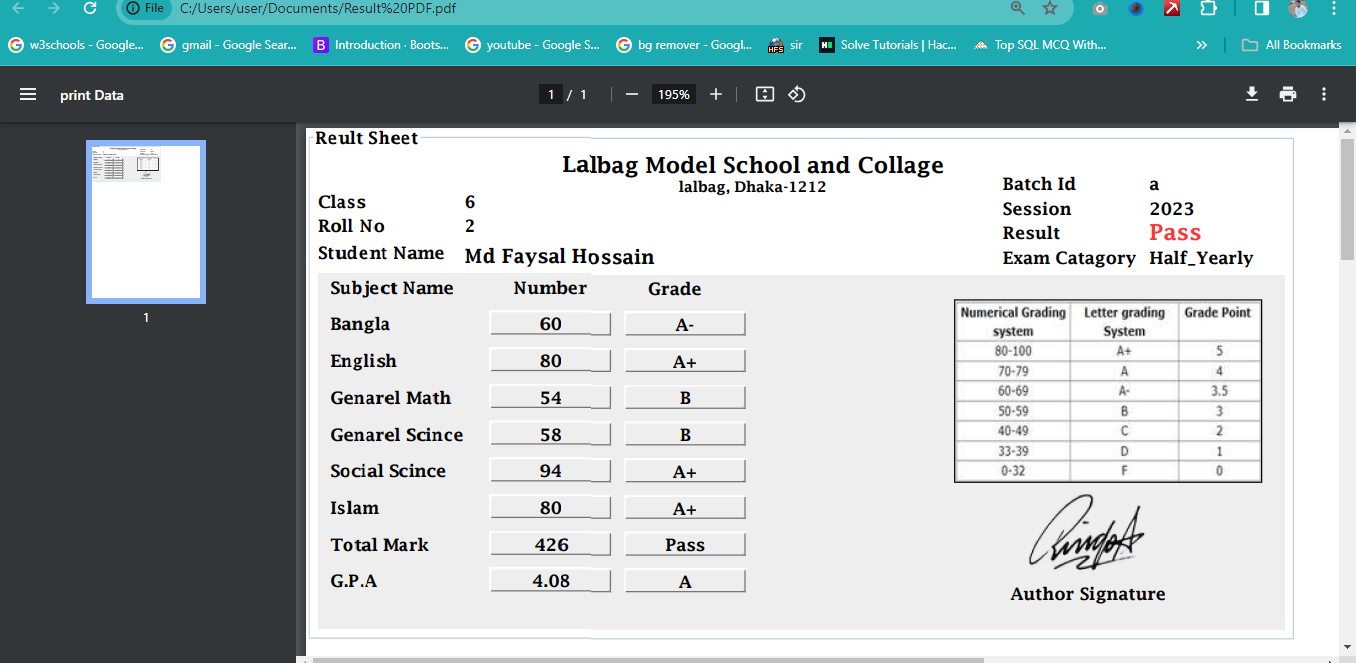 File C:/Users/user/Documents/Result%20PDF.pdf
w3schools - Google... gmail - Google Sear... B Introduction · Boots... youtube - Google S... bg remover - Googl... HFS sir H Solve Tutorials | Hac... Top SQL MCQ With... » All Bookmarks
print Data 1 / 1 — 195% +
1
Reult Sheet
Lalbag Model School and Collage
lalbag, Dhaka-1212
Class 6
Roll No 2
Student Name Md Faysal Hossain
Batch Id a
Session 2023
Result Pass
Exam Catagory Half_Yearly
Subject Name Number Grade
Bangla 60 A-
English 80 A+
Genarel Math 54 B
Genarel Scince 58 B
Social Scince 94 A+
Islam 80 A+
Total Mark 426 Pass
G.P.A 4.08 A
Numerical Grading Letter grading Grade Point
system System
80-100 A+ 5
70-79 A 4
60-69 A- 3.5
50-59 B 3
40-49 C 2
33-39 D 1
0-32 F 0
Author Signature